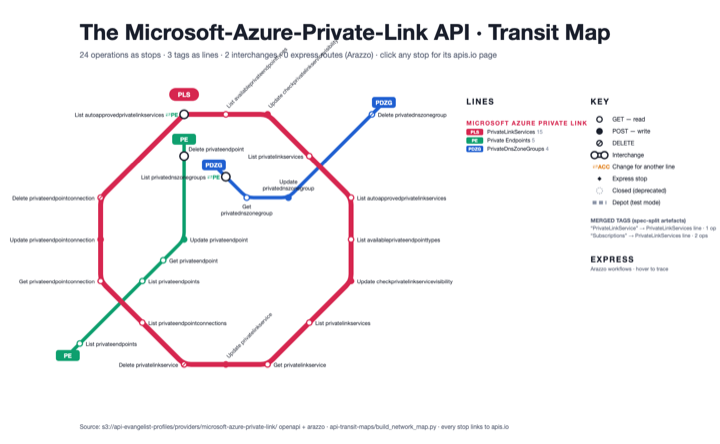 The Microsoft-Azure-Private-Link API · Transit Map
24 operations as stops · 3 tags as lines · 2 interchanges · 0 express routes (Arazzo) · click any stop for its apis.io page
PLS
List autoapprovedprivatelinkservices ⇄PE
PE
Delete privateendpoint
PDZG
List privatednszonegroups ⇄PE
List privatelinkservices
Update privatednszonegroup
Get privatednszonegroup
PDZG
Delete privatednszonegroup
Delete privateendpointconnection
List autoapprovedprivatelinkservices
Update privateendpointconnection
Update privateendpoint
List availableprivateendpointtypes
Get privateendpoint
Get privateendpointconnection
List privateendpoints
Update checkprivatelinkservicevisibility
List privateendpointconnections
Update privatelinkservice
List privatelinkservices
List privateendpoints
PE
Delete privatelinkservice
Get privatelinkservice
LINES
MICROSOFT AZURE PRIVATE LINK
PLS PrivateLinkServices 15
PE Private Endpoints 5
PDZG PrivateDnsZoneGroups 4
KEY
GET — read
POST — write
DELETE
Interchange
⇄ACC Change for another line
Express stop
Closed (deprecated)
Depot (test mode)
MERGED TAGS (spec-split artefacts)
"PrivateLinkService" → PrivateLinkServices line · 1 op
"Subscriptions" → PrivateLinkServices line · 2 ops
EXPRESS
Arazzo workflows · hover to trace
Source: s3://api-evangelist-profiles/providers/microsoft-azure-private-link/ openapi + arazzo · api-transit-maps/build_network_map.py · every stop links to apis.io